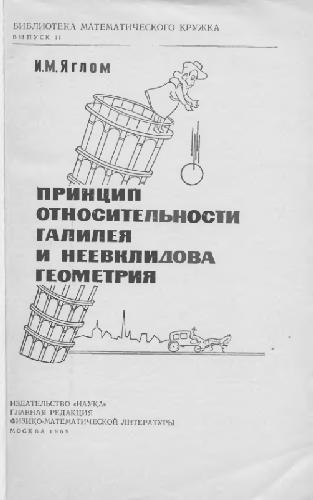 БИБЛИОТЕКА МАТЕМАТИЧЕСКОГО КРУЖКА
ВЫПУСК 11
И.М.Яглом
ПРИНЦИП
ОТНОСИТЕЛЬНОСТИ
ГАЛИЛЕЯ
И НЕЕВКЛИДОВА
ГЕОМЕТРИЯ
ИЗДАТЕЛЬСТВО «НАУКА»
ГЛАВНАЯ РЕДАКЦИЯ
ФИЗИКО-МАТЕМАТИЧЕСКОЙ ЛИТЕРАТУРЫ
МОСКВА 1969